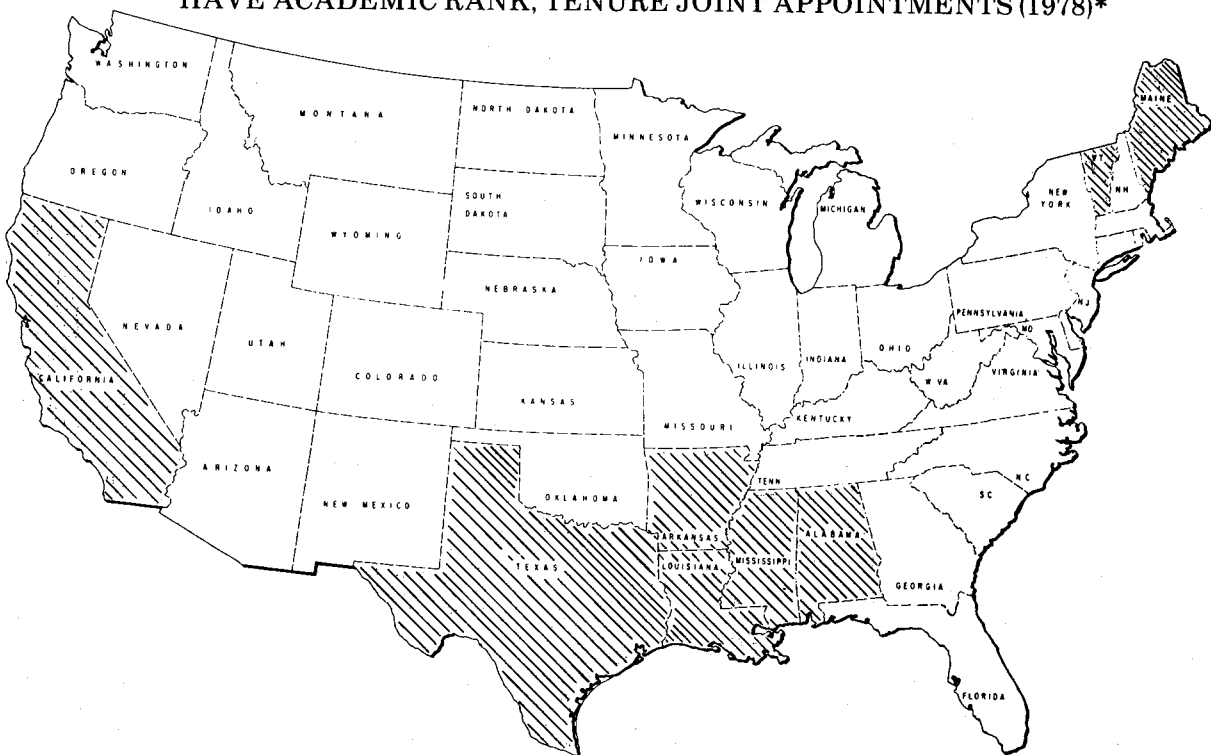 HAVE ACADEMIC RANK, TENURE JOINT APPOINTMENTS (1978)*
WASHINGTON
MONTANA
NORTH DAKOTA
MINNESOTA
MAINE
OREGON
IDAHO
WYOMING
SOUTH
DAKOTA
WISCONSIN
MICHIGAN
NEW
YORK
VT
NH
IOWA
NEBRASKA
NEVADA
UTAH
COLORADO
KANSAS
ILLINOIS
INDIANA
OHIO
PENNSYLVANIA
NJ
MD
CALIFORNIA
MISSOURI
KENTUCKY
W VA
VIRGINIA
ARIZONA
NEW MEXICO
OKLAHOMA
TENN
NC
SC
TEXAS
ARKANSAS
LOUISIANA
MISSISSIPPI
ALABAMA
GEORGIA
FLORIDA